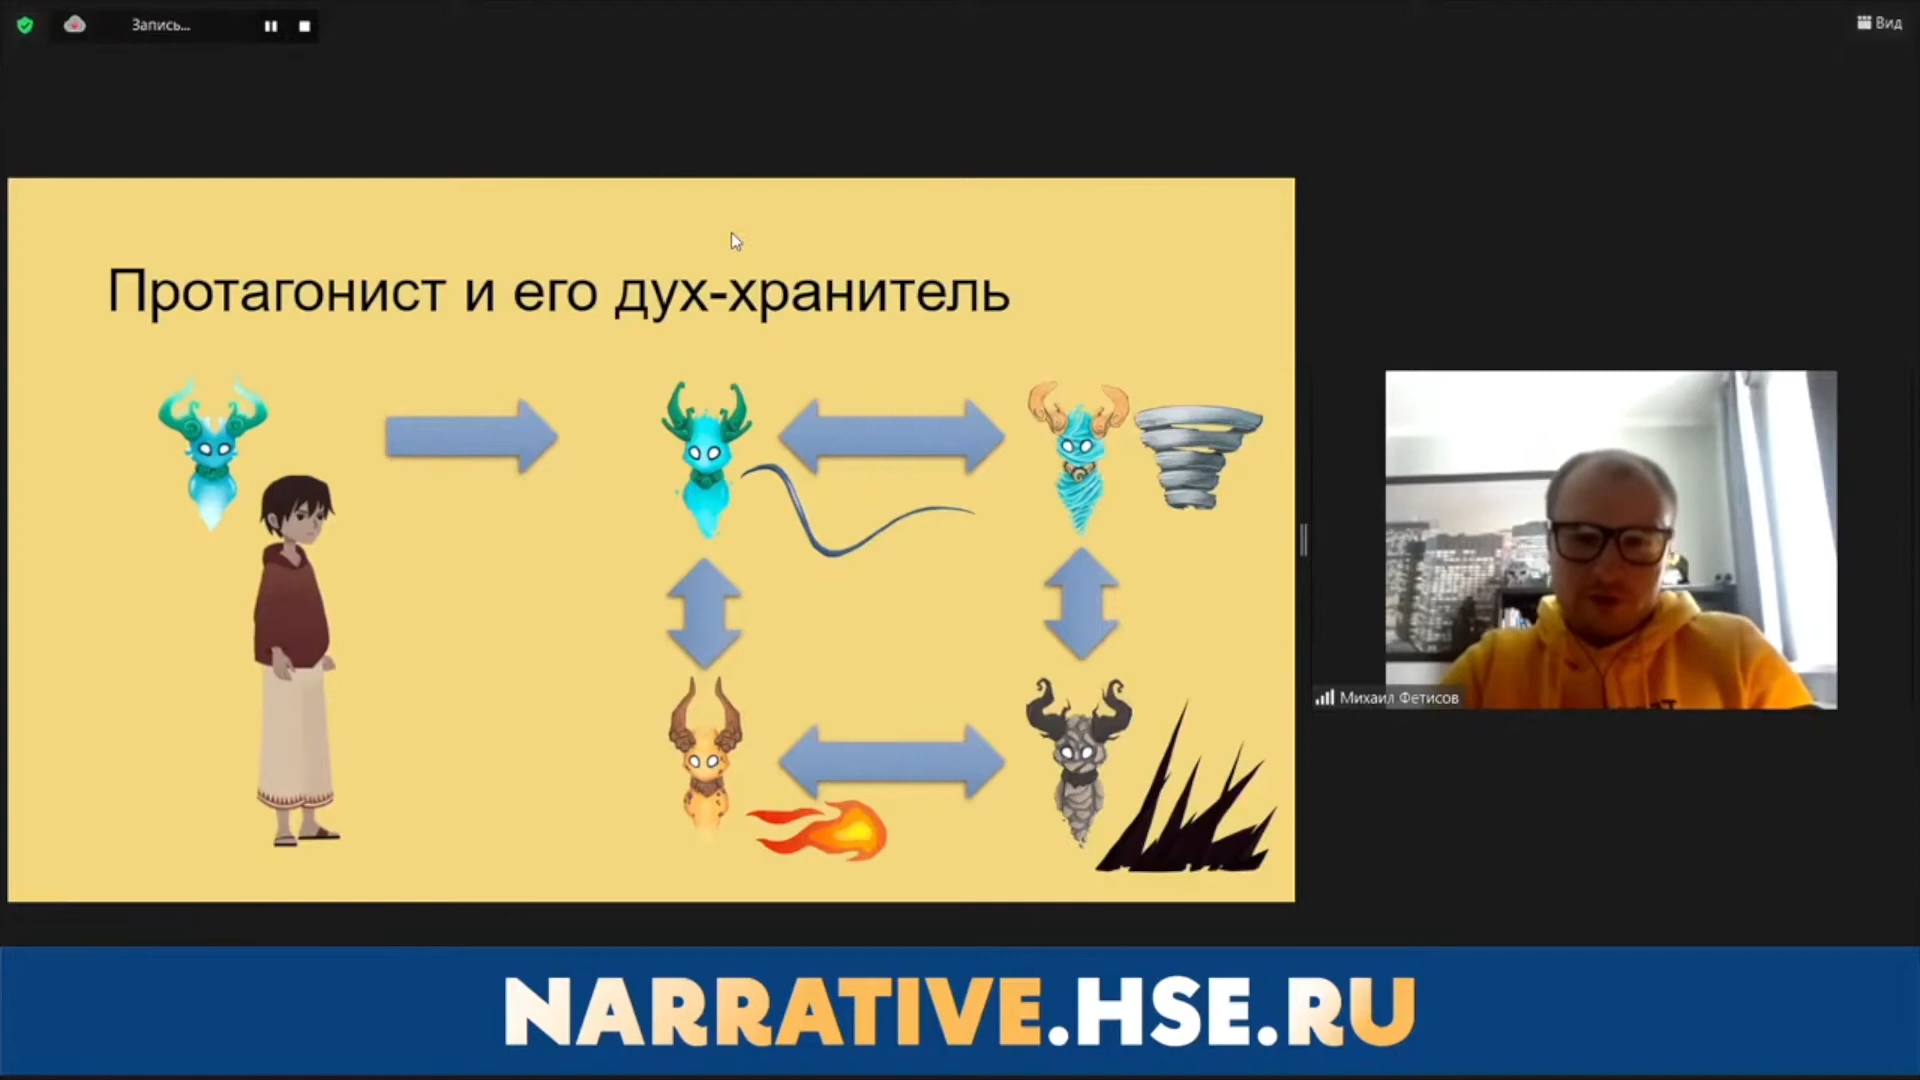 Запись...
Вид
Протагонист и его дух-хранитель
Михаил Фетисов
NARRATIVE.HSE.RU